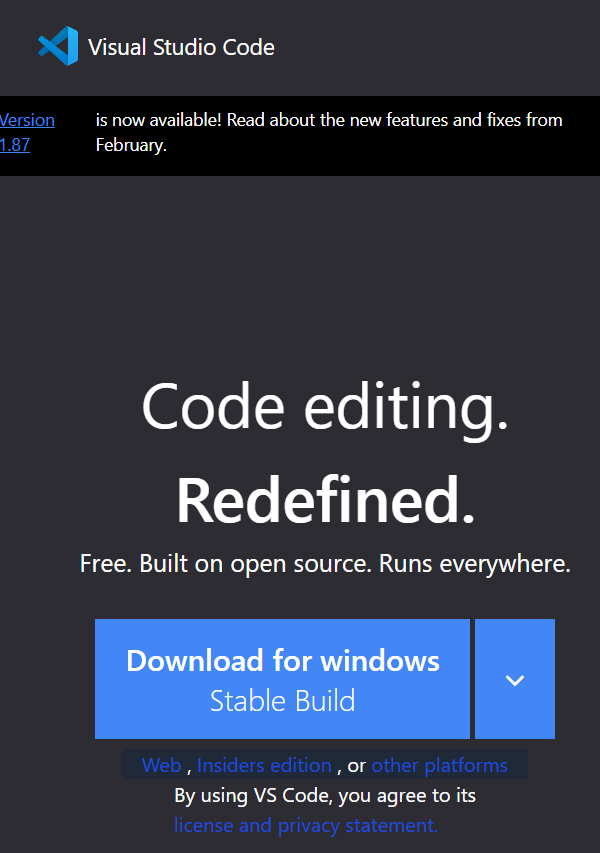 Visual Studio Code
Version is now available! Read about the new features and fixes from
1.87 February.
Code editing.
Redefined.
Free. Built on open source. Runs everywhere.
Download for windows
Stable Build
Web , Insiders edition , or other platforms
By using VS Code, you agree to its
license and privacy statement.